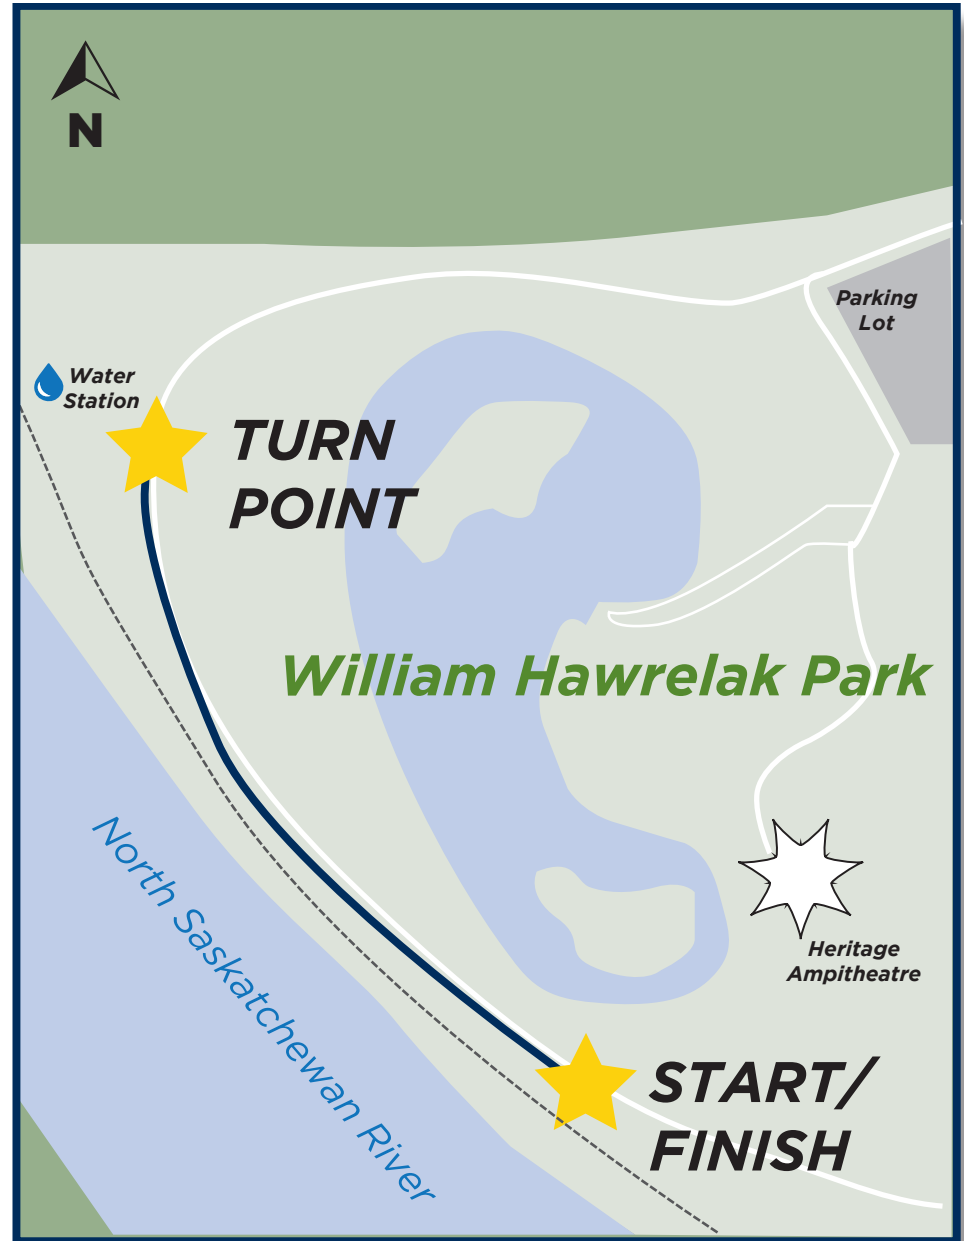 N
Parking
Lot
Water
Station
TURN
POINT
William Hawrelak Park
North Saskatchewan River
Heritage
Ampitheatre
START/
FINISH